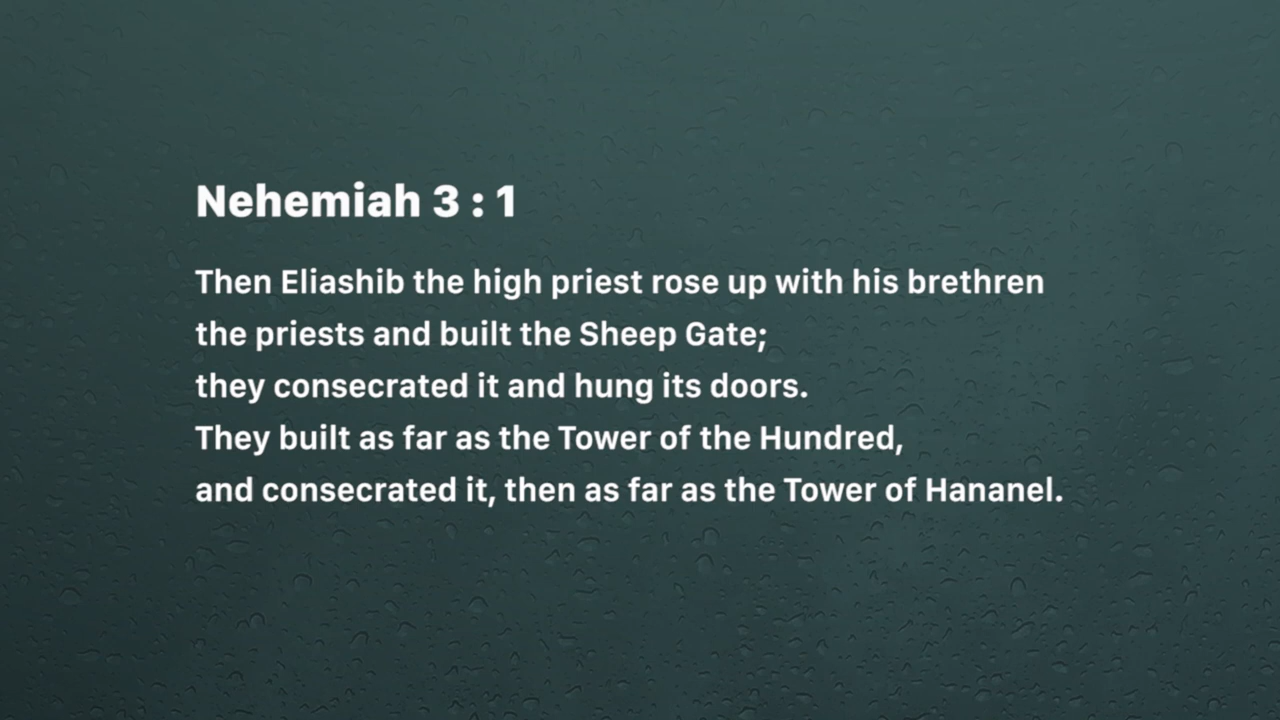 Nehemiah 3 : 1
Then Eliashib the high priest rose up with his brethren
the priests and built the Sheep Gate;
they consecrated it and hung its doors.
They built as far as the Tower of the Hundred,
and consecrated it, then as far as the Tower of Hananel.